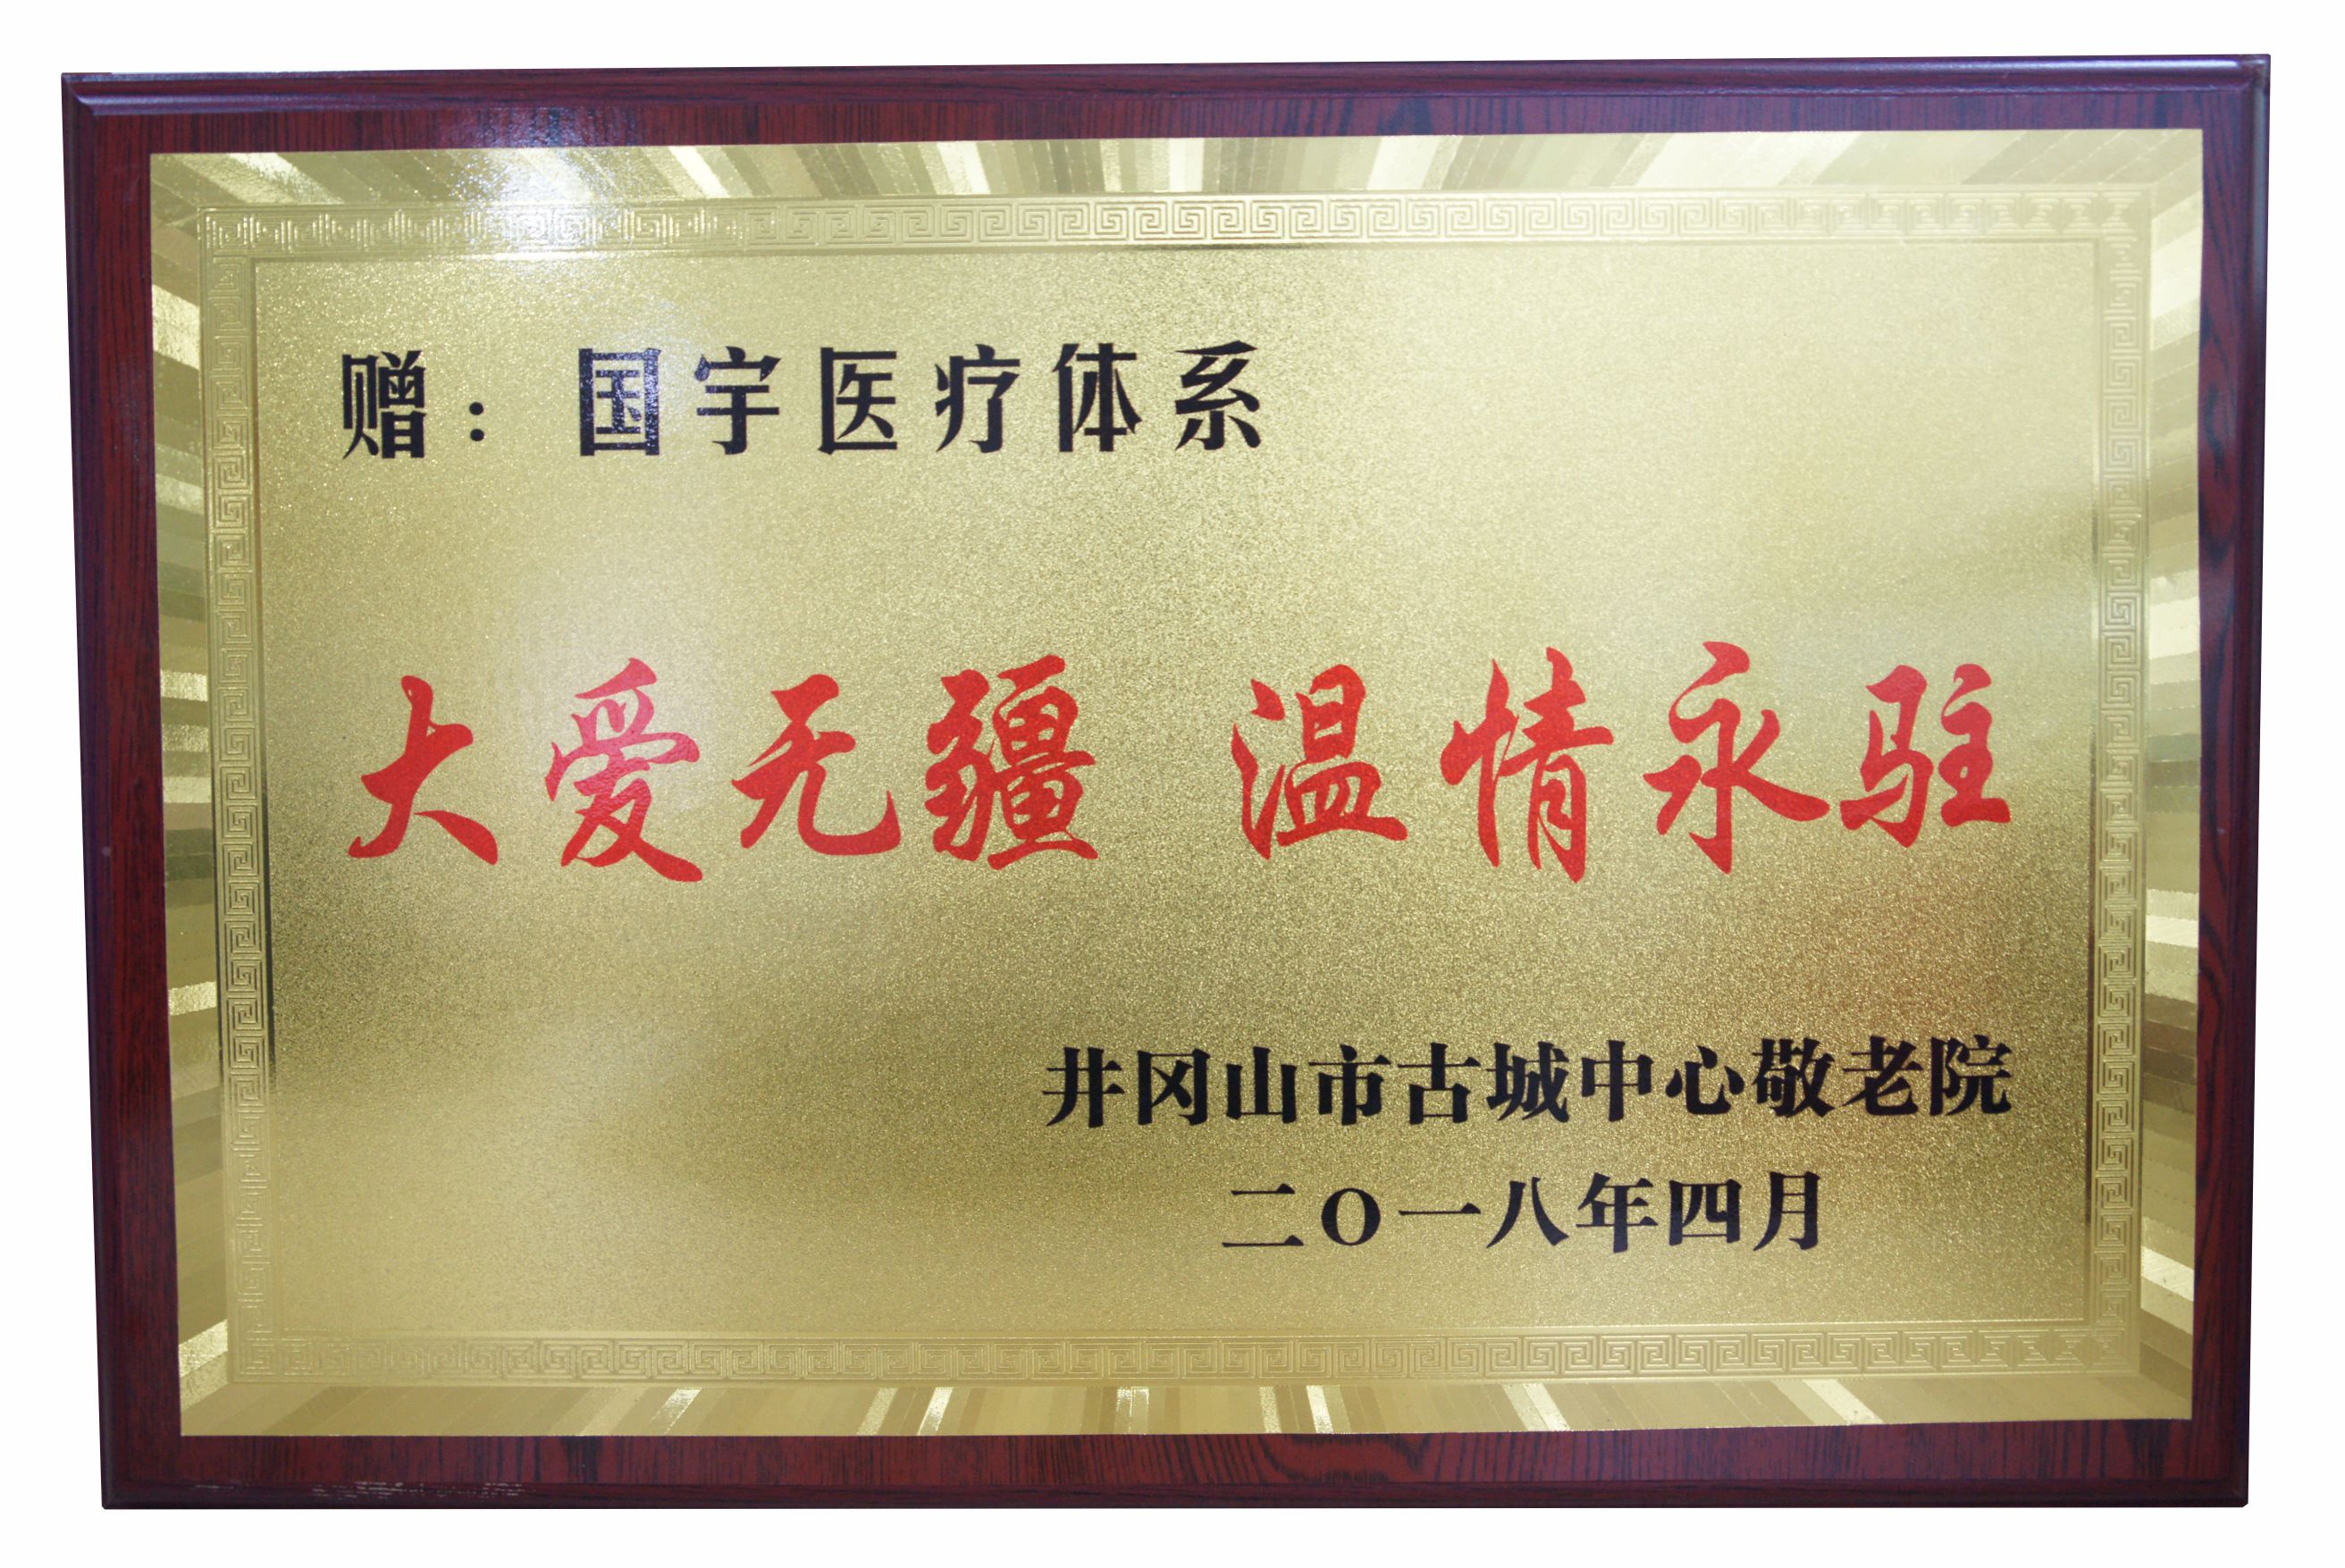 赠：国宇医疗体系
大爱无疆 温情永驻
井冈山市古城中心敬老院
二〇一八年四月